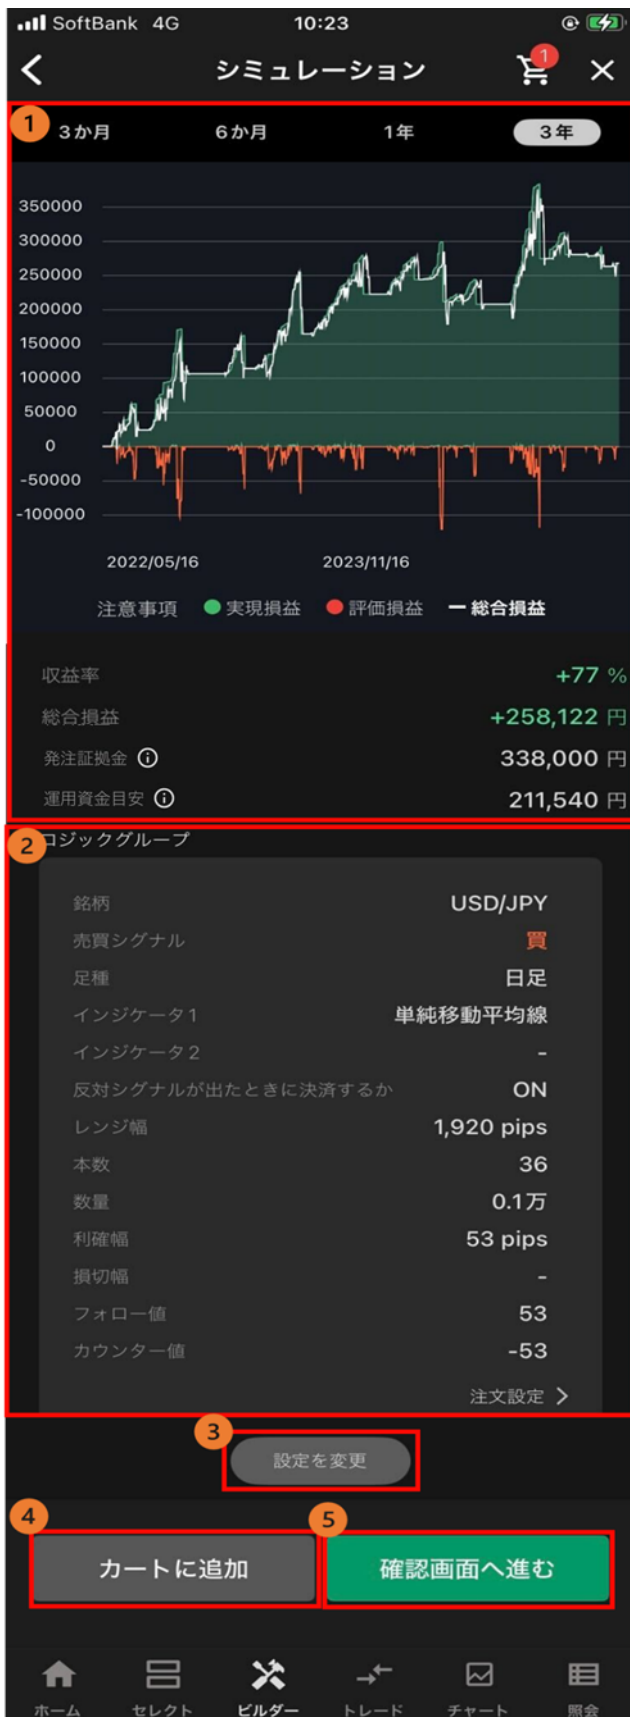 SoftBank 4G 10:23
シミュレーション 1
1
3か月 6か月 1年 3年
350000
300000
250000
200000
150000
100000
50000
0
-50000
-100000
2022/05/16 2023/11/16
注意事項 実現損益 評価損益 総合損益
収益率 +77 %
総合損益 +258,122 円
発注証拠金 338,000 円
運用資金目安 211,540 円
2
ロジックグループ
銘柄 USD/JPY
売買シグナル 買
足種 日足
インジケータ1 単純移動平均線
インジケータ2 -
反対シグナルが出たときに決済するか ON
レンジ幅 1,920 pips
本数 36
数量 0.1万
利確幅 53 pips
損切幅 -
フォロー値 53
カウンター値 -53
注文設定
3
設定を変更
4 5
カートに追加 確認画面へ進む
ホーム セレクト ビルダー トレード チャート 照会